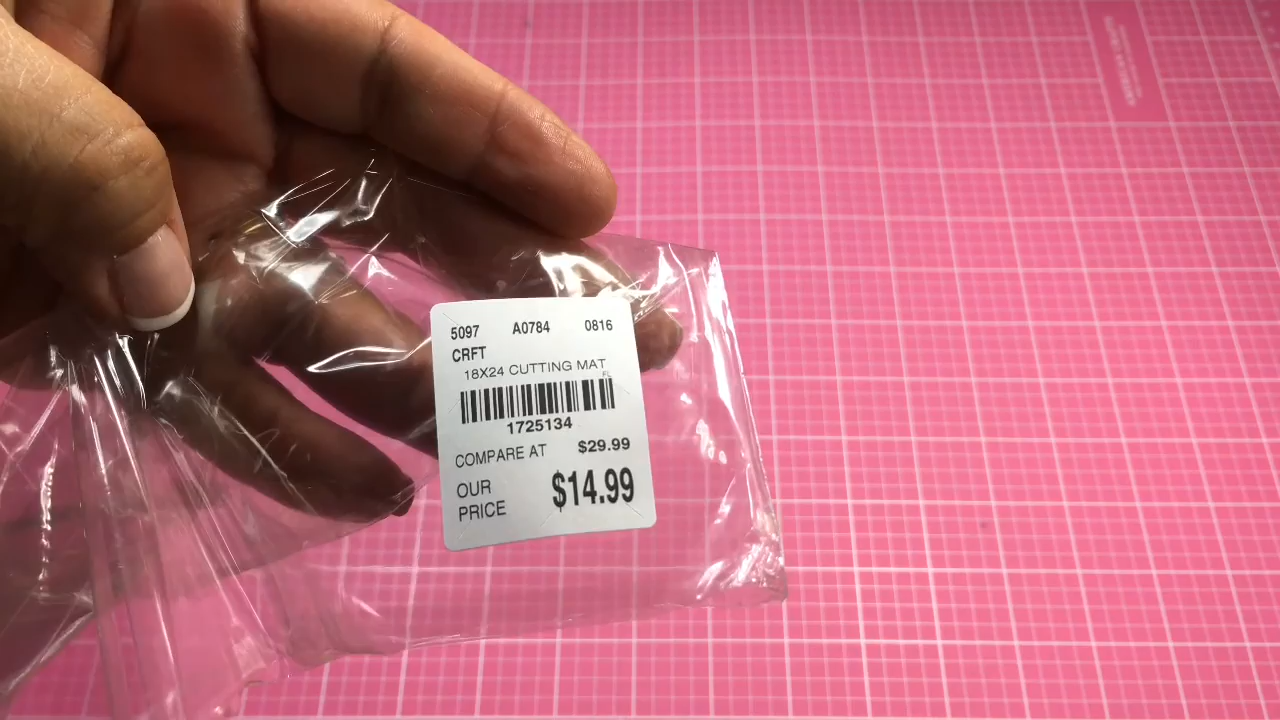 5097 A0784 0816
CRFT
18X24 CUTTING MAT
1725134
COMPARE AT $29.99
OUR PRICE $14.99